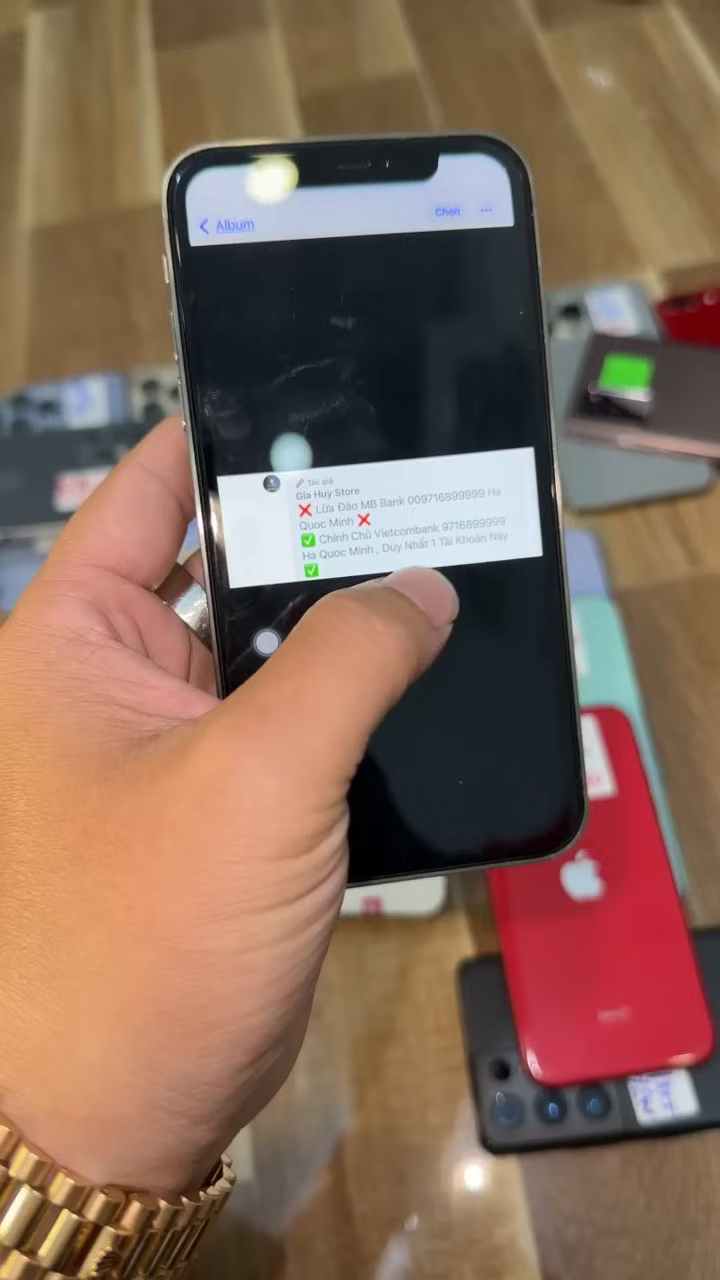 Album
Chọn
Tác giả
Gia Huy Store
❌ Lừa Đảo MB Bank 009716899999 Ha
Quoc Minh ❌
✅ Chính Chủ Vietcombank 9716899999
Ha Quoc Minh , Duy Nhất 1 Tài Khoản Này
✅